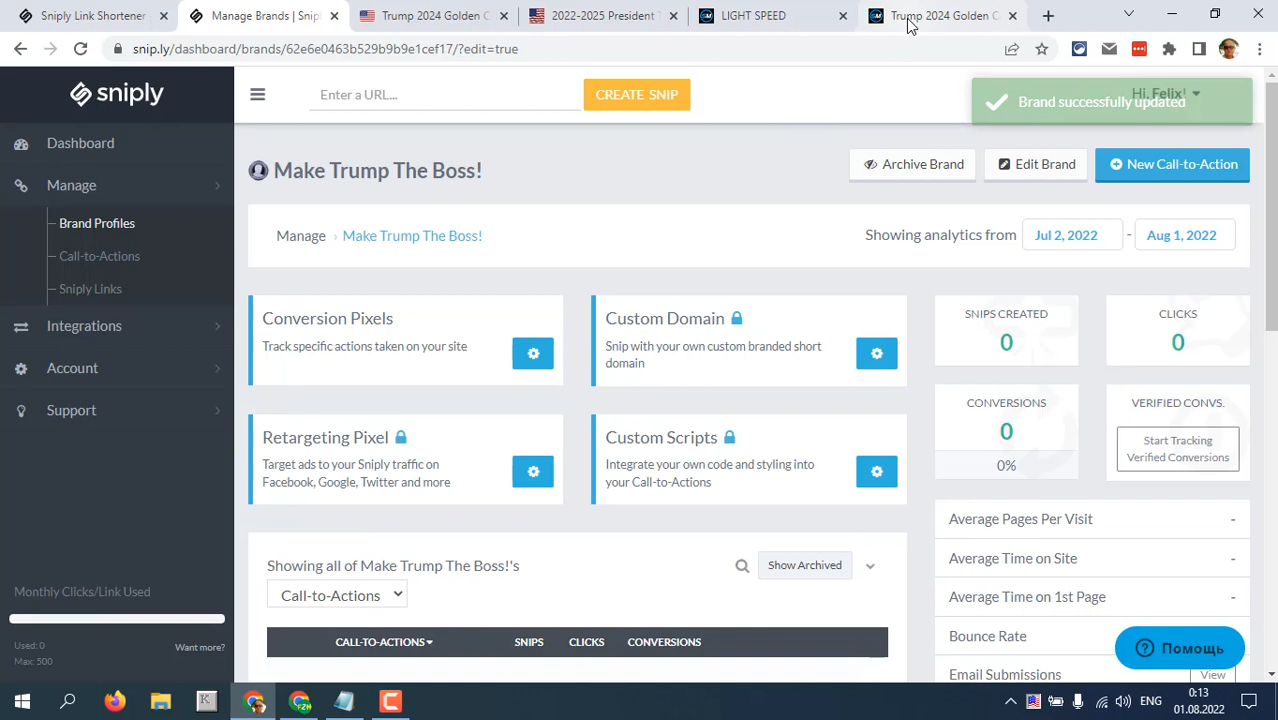 Sniply Link Shortener
Manage Brands | Snipl
Trump 2024 Golden C
2022-2025 President T
LIGHT SPEED
Trump 2024 Golden C
snip.ly/dashboard/brands/62e6e0363b529b9b9e1cef17/?edit=true
sniply
Enter a URL...
CREATE SNIP
Hi, Felix!
Brand successfully updated
Dashboard
Manage
Brand Profiles
Call-to-Actions
Sniply Links
Integrations
Account
Support
Monthly Clicks/Link Used
Used: 0
Max: 500
Want more?
Make Trump The Boss!
Archive Brand
Edit Brand
New Call-to-Action
Manage › Make Trump The Boss!
Showing analytics from Jul 2, 2022 - Aug 1, 2022
Conversion Pixels
Track specific actions taken on your site
Custom Domain
Snip with your own custom branded short
domain
Retargeting Pixel
Target ads to your Sniply traffic on
Facebook, Google, Twitter and more
Custom Scripts
Integrate your own code and styling into
your Call-to-Actions
SNIPS CREATED
0
CLICKS
0
CONVERSIONS
0
0%
VERIFIED CONVS.
Start Tracking
Verified Conversions
Average Pages Per Visit -
Average Time on Site -
Average Time on 1st Page -
Bounce Rate
Email Submissions View
Showing all of Make Trump The Boss!'s
Call-to-Actions
Show Archived
CALL-TO-ACTIONS SNIPS CLICKS CONVERSIONS
Помощь
ENG
0:13
01.08.2022